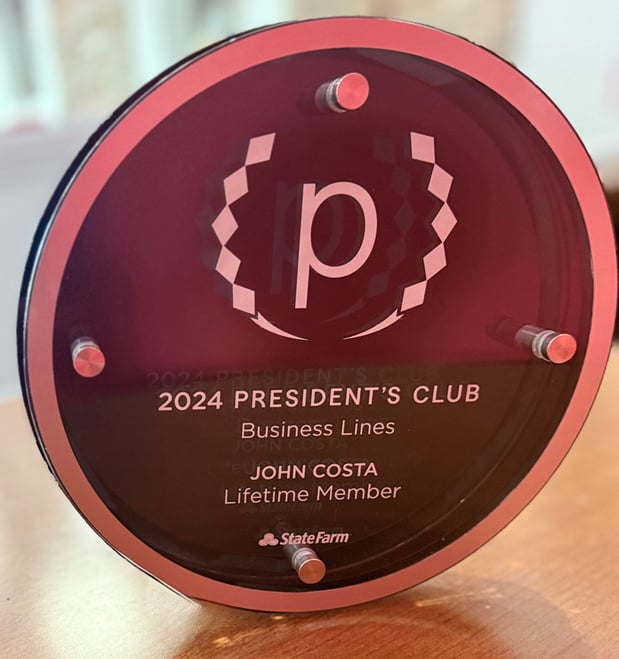 p
2024 PRESIDENT'S CLUB
Business Lines
JOHN COSTA
Lifetime Member
StateFarm